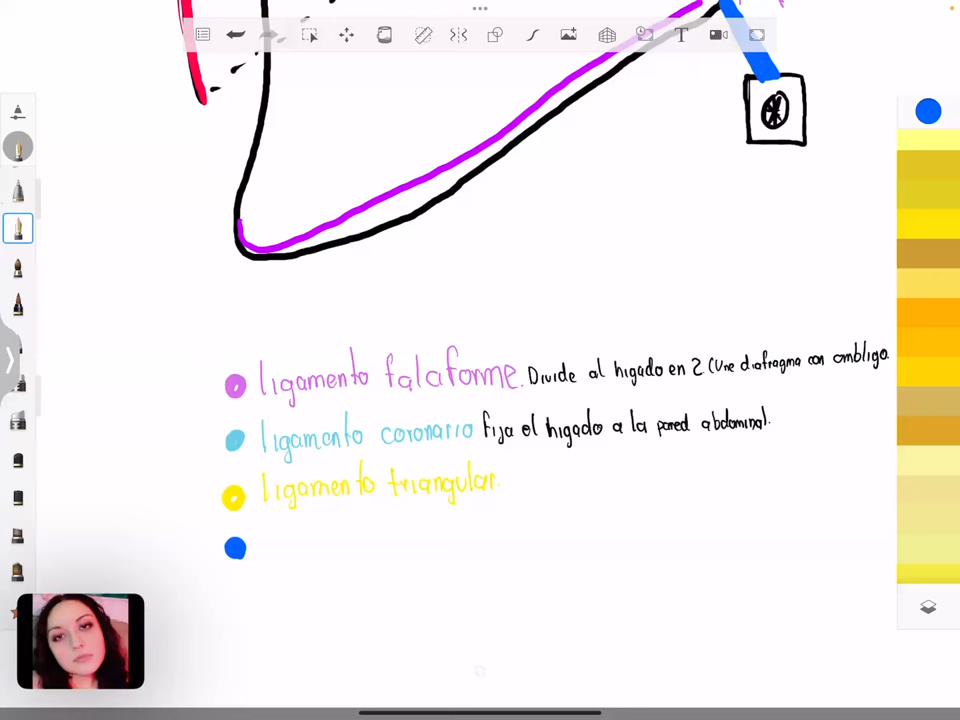 ligamento falaforme. Divide al higado en 2. (Une diafragma con ombligo.
ligamento coronario fija el higado a la pared abdominal.
ligamento triangular.